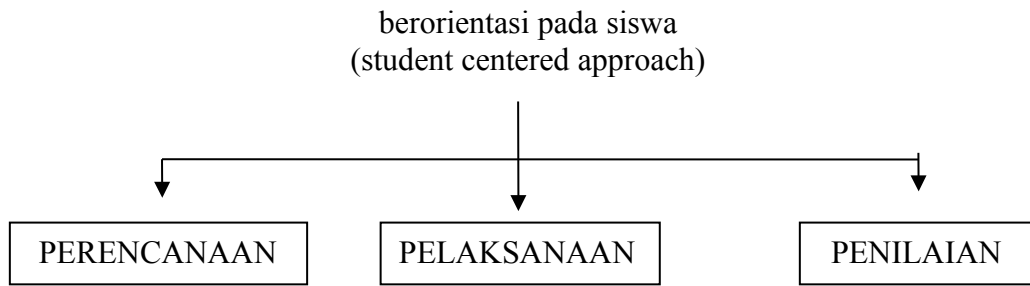 berorientasi pada siswa
(student centered approach)
PERENCANAAN
PELAKSANAAN
PENILAIAN